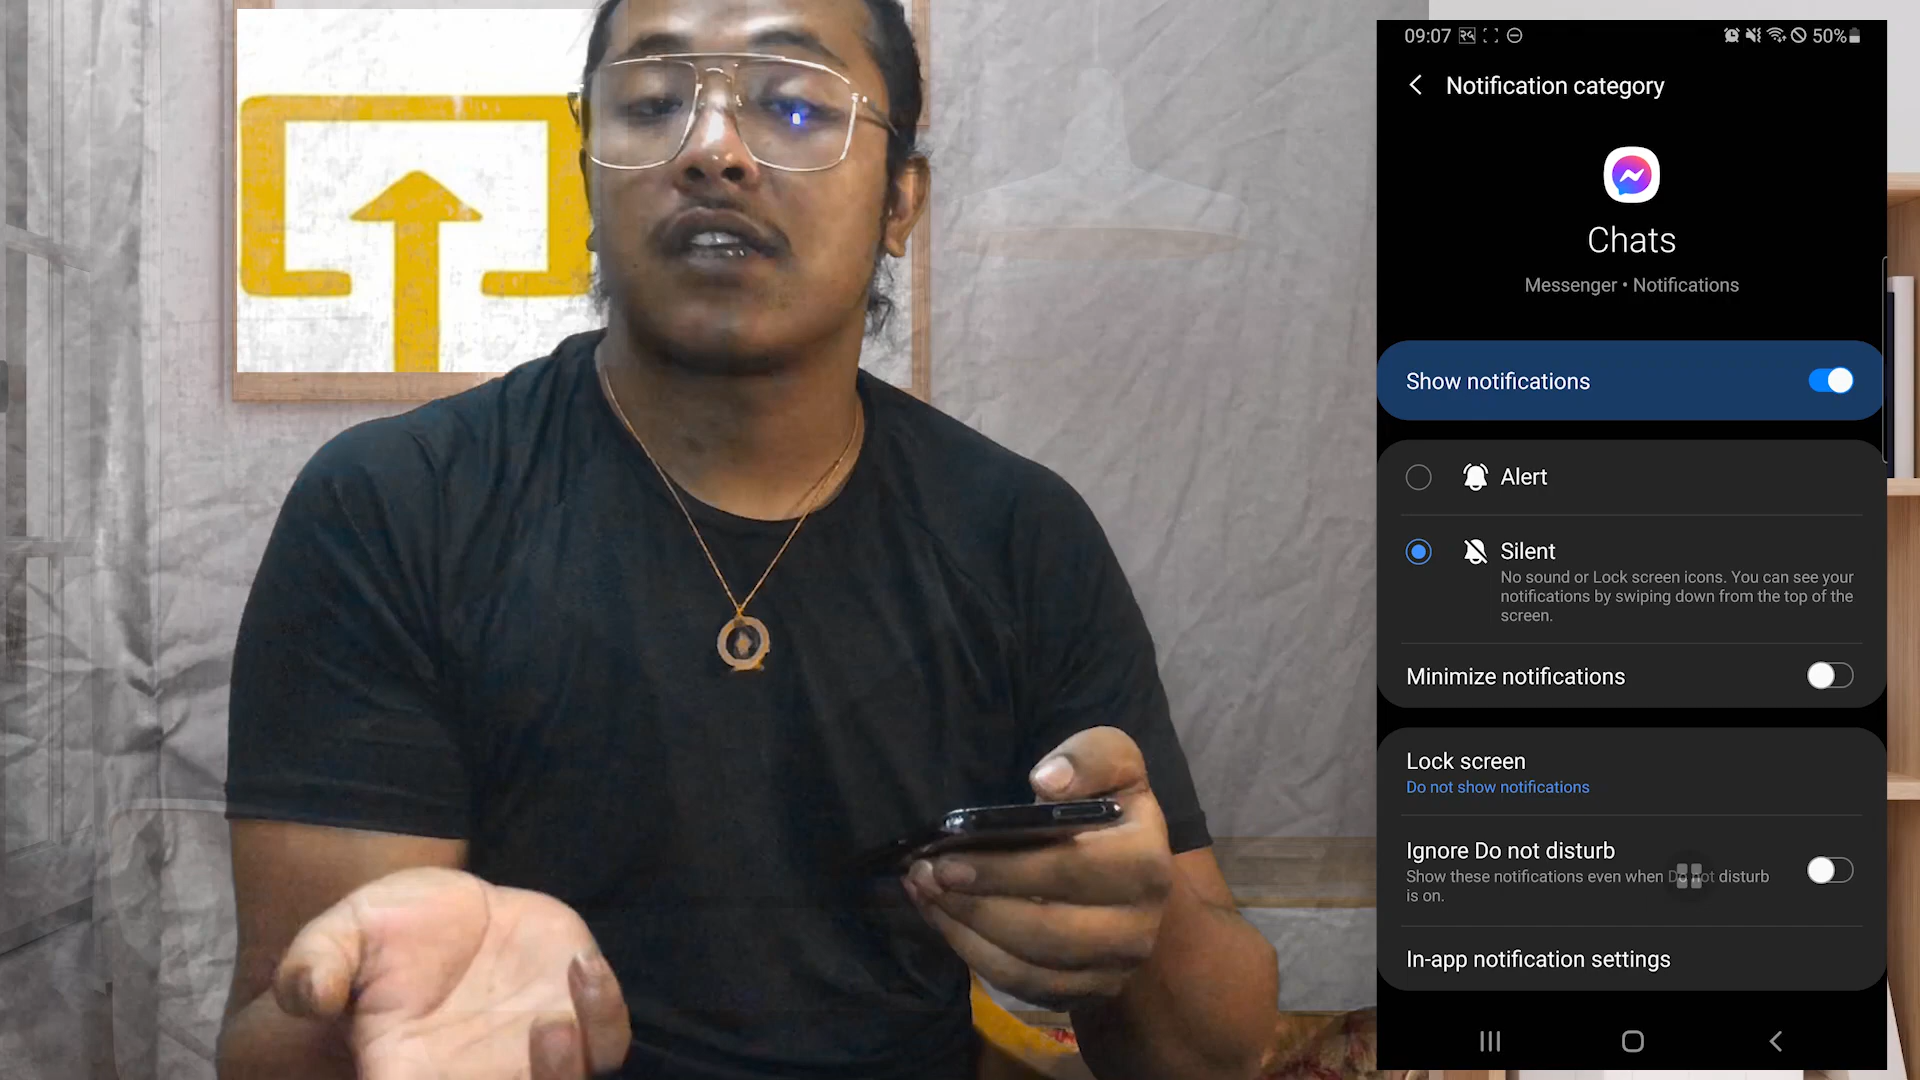 09:07
50%
Notification category
Chats
Messenger • Notifications
Show notifications
Alert
Silent
No sound or Lock screen icons. You can see your
notifications by swiping down from the top of the
screen.
Minimize notifications
Lock screen
Do not show notifications
Ignore Do not disturb
Show these notifications even when Do not disturb
is on.
In-app notification settings